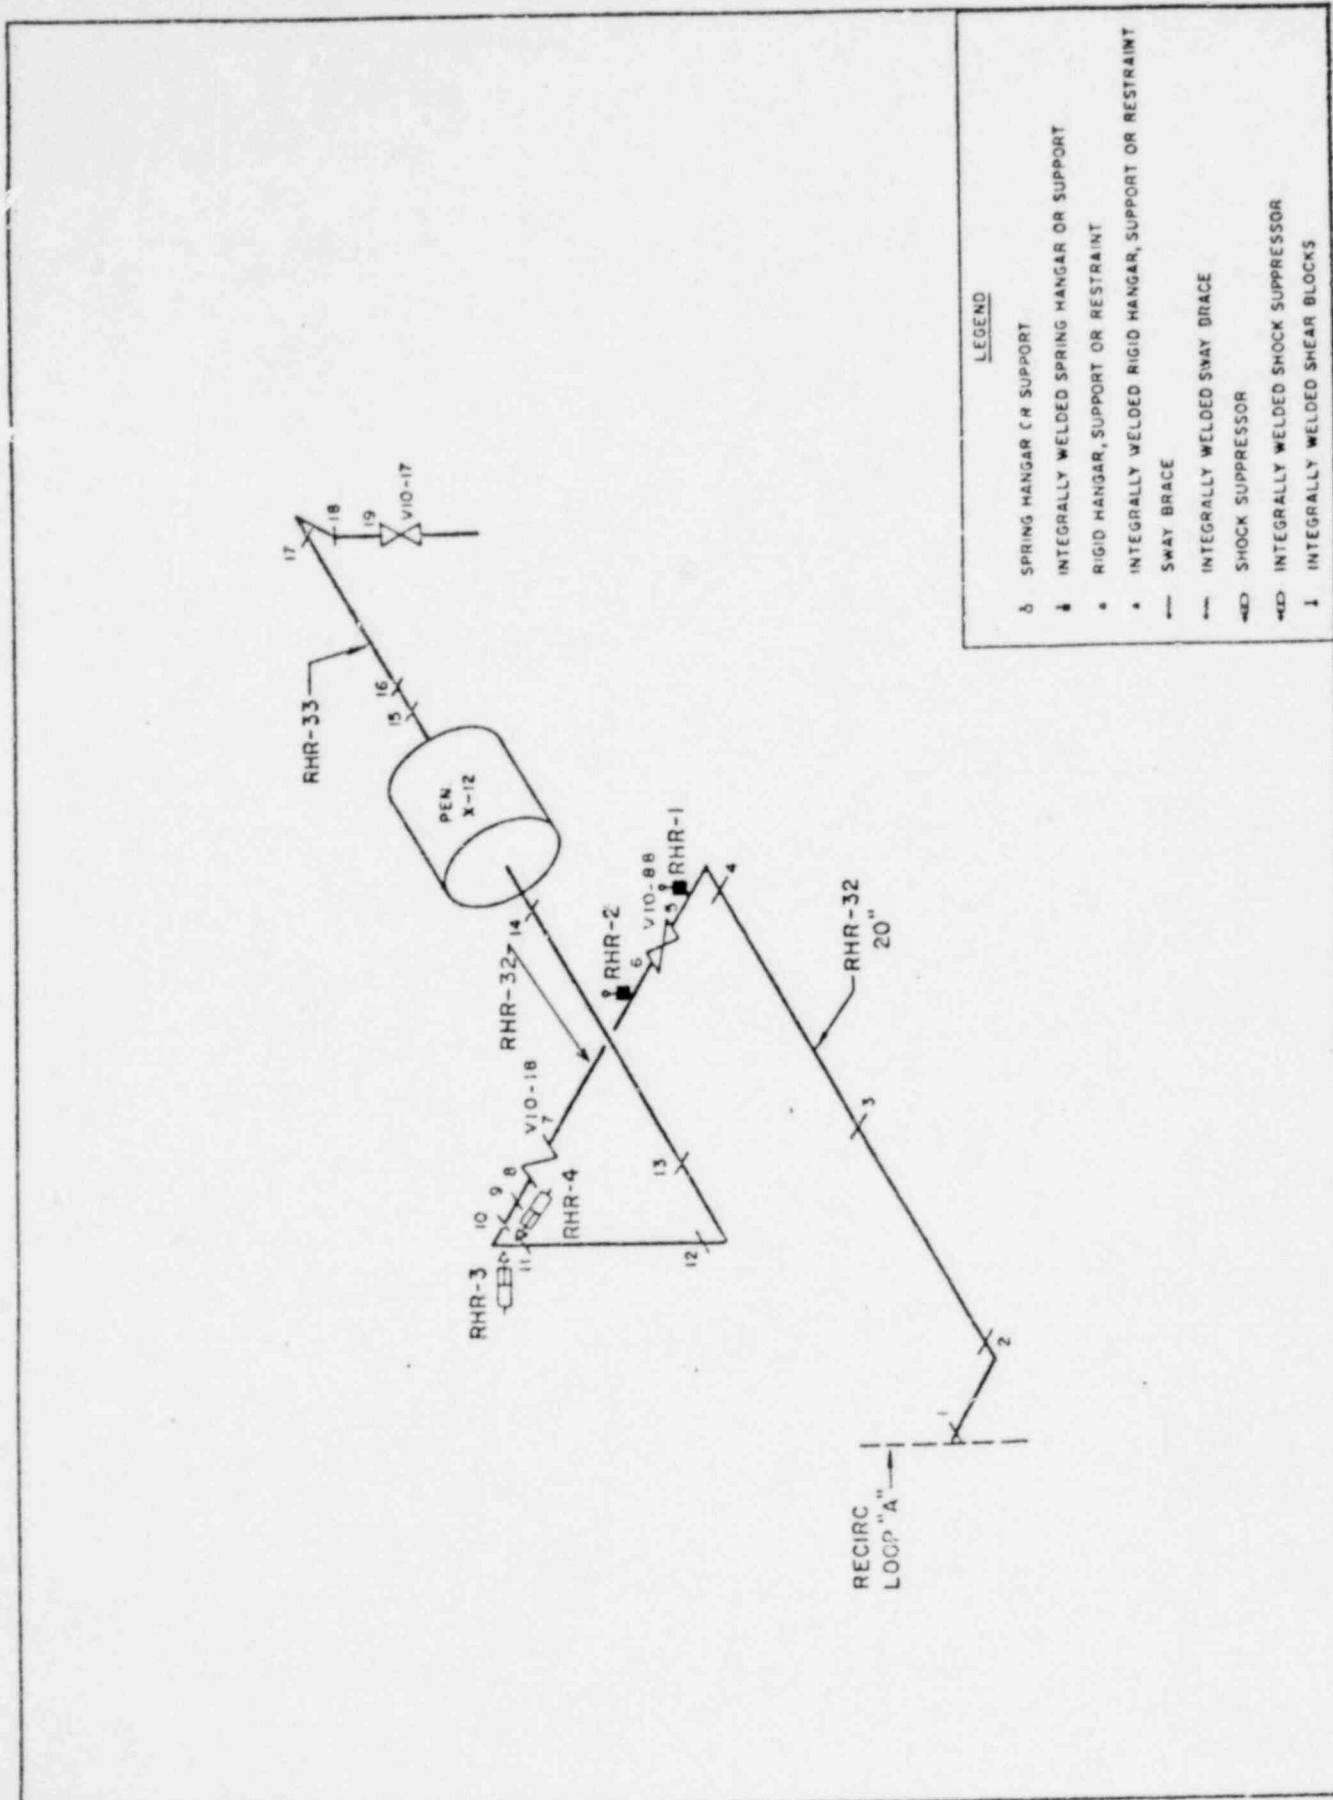 17
18
19
V10-17
RHR-33
16
15
PEN.
X-12
14
RHR-32
RHR-2
6
V10-88
5
RHR-1
4
RHR-32
20"
V10-18
7
8
9
10
RHR-4
RHR-3
11
13
12
3
2
1
RECIRC
LOOP "A"
LEGEND
SPRING HANGAR CR SUPPORT
INTEGRALLY WELDED SPRING HANGAR OR SUPPORT
RIGID HANGAR, SUPPORT OR RESTRAINT
INTEGRALLY WELDED RIGID HANGAR, SUPPORT OR RESTRAINT
SWAY BRACE
INTEGRALLY WELDED SWAY BRACE
SHOCK SUPPRESSOR
INTEGRALLY WELDED SHOCK SUPPRESSOR
INTEGRALLY WELDED SHEAR BLOCKS